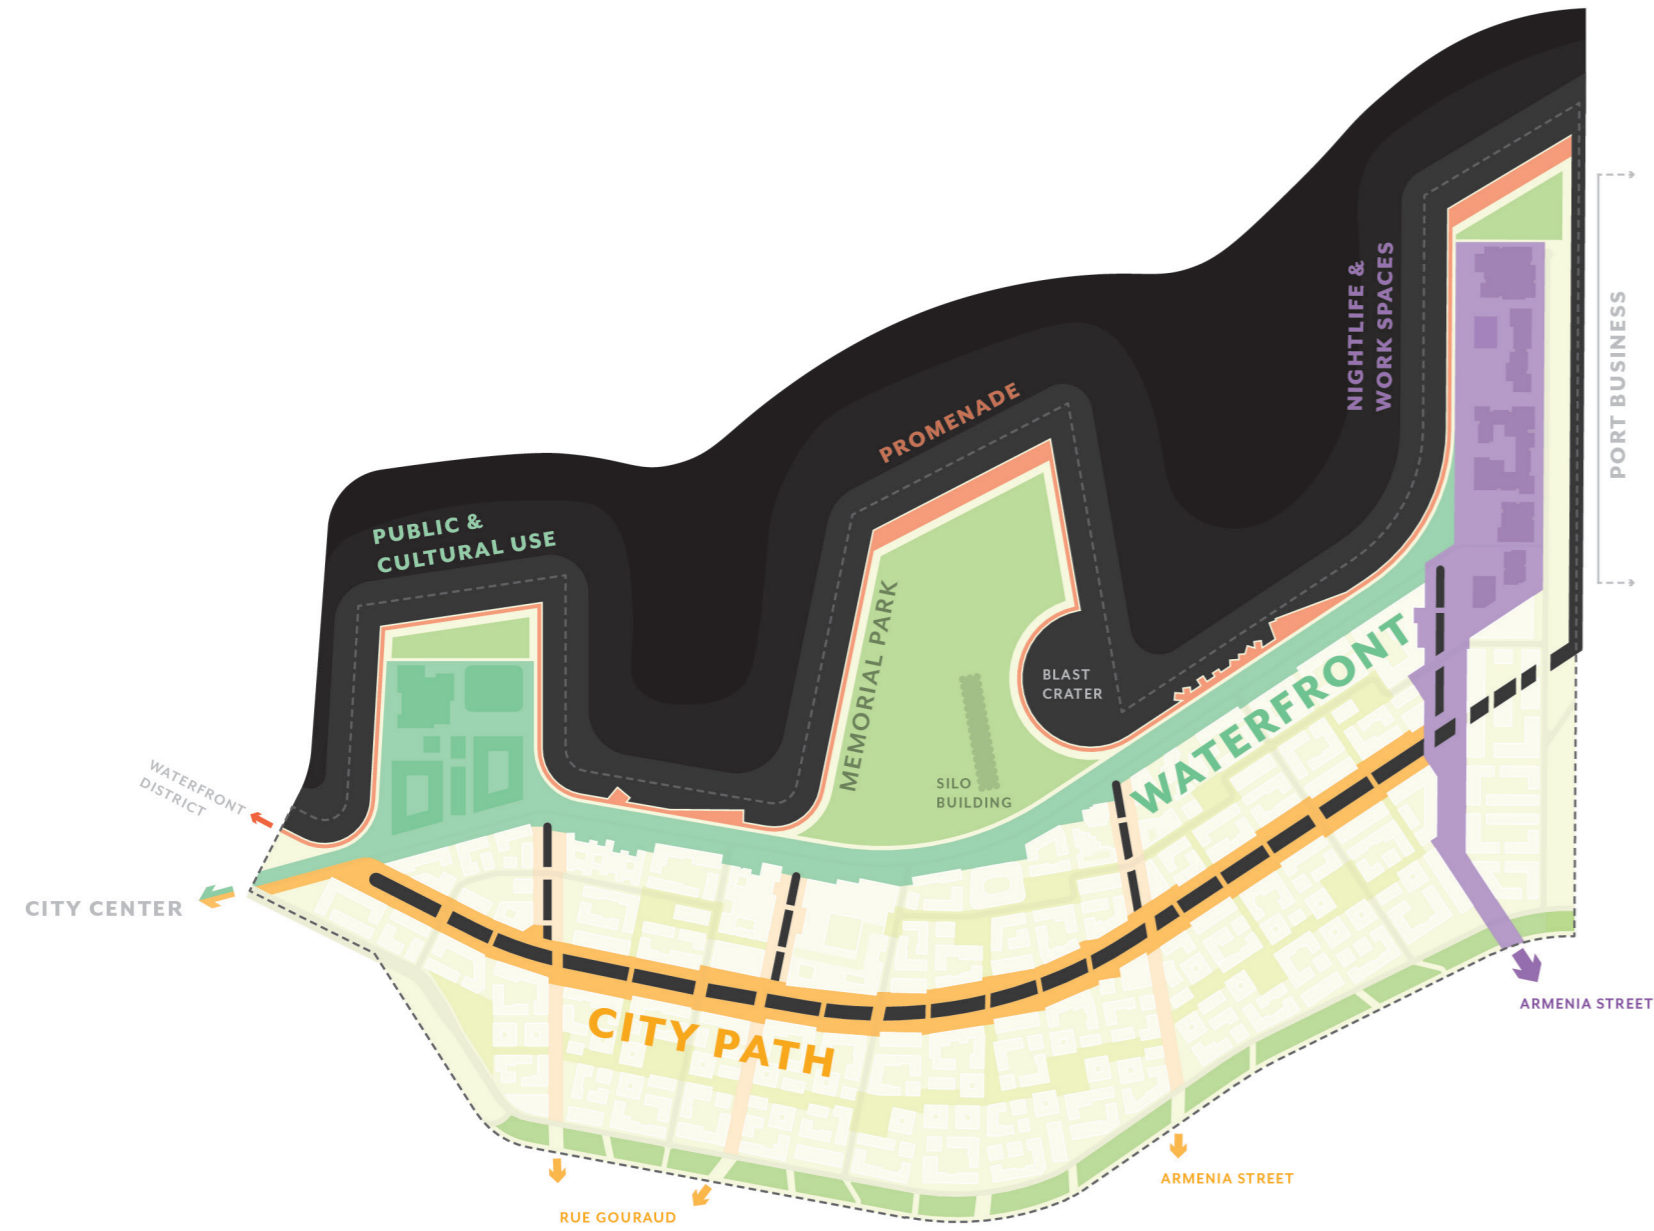 NIGHTLIFE &
WORK SPACES
PORT BUSINESS
PROMENADE
PUBLIC &
CULTURAL USE
MEMORIAL PARK
BLAST
CRATER
SILO
BUILDING
WATERFRONT
WATERFRONT
DISTRICT
CITY CENTER
CITY PATH
ARMENIA STREET
ARMENIA STREET
RUE GOURAUD